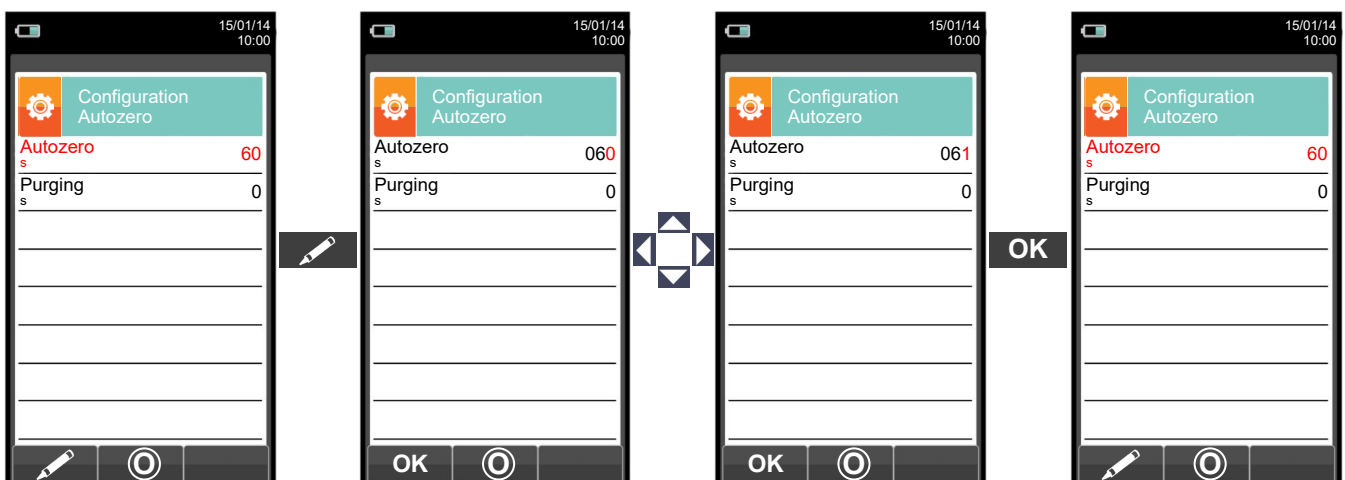 15/01/14
10:00
Configuration
Autozero
Autozero 60
s
Purging 0
s
O
15/01/14
10:00
Configuration
Autozero
Autozero 060
s
Purging 0
s
OK O
15/01/14
10:00
Configuration
Autozero
Autozero 061
s
Purging 0
s
OK O
OK
15/01/14
10:00
Configuration
Autozero
Autozero 60
s
Purging 0
s
O